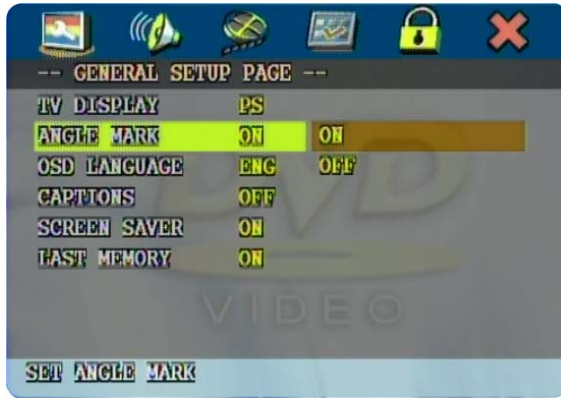 -- GENERAL SETUP PAGE --
TV DISPLAY PS
ANGLE MARK ON ON
OSD LANGUAGE ENG OFF
CAPTIONS OFF
SCREEN SAVER ON
LAST MEMORY ON
DVD
VIDEO
SET ANGLE MARK